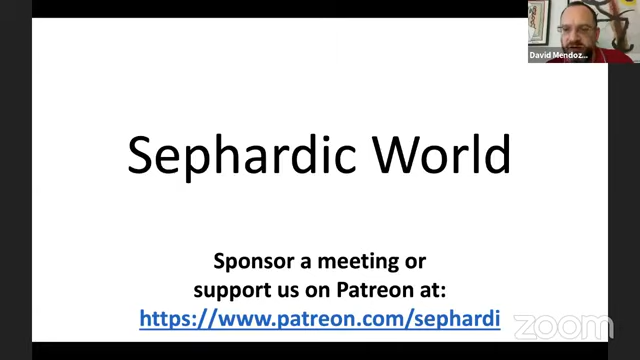 Sephardic World
Sponsor a meeting or
support us on Patreon at:
https://www.patreon.com/sephardi
David Mendoz...
zoom